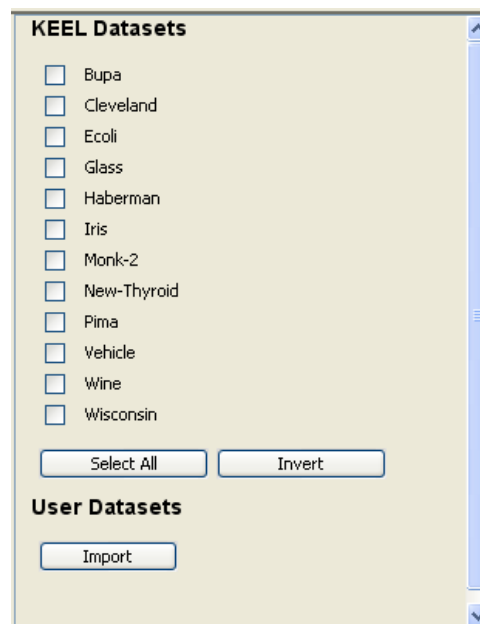 KEEL Datasets
Bupa
Cleveland
Ecoli
Glass
Haberman
Iris
Monk-2
New-Thyroid
Pima
Vehicle
Wine
Wisconsin
Select All Invert
User Datasets
Import